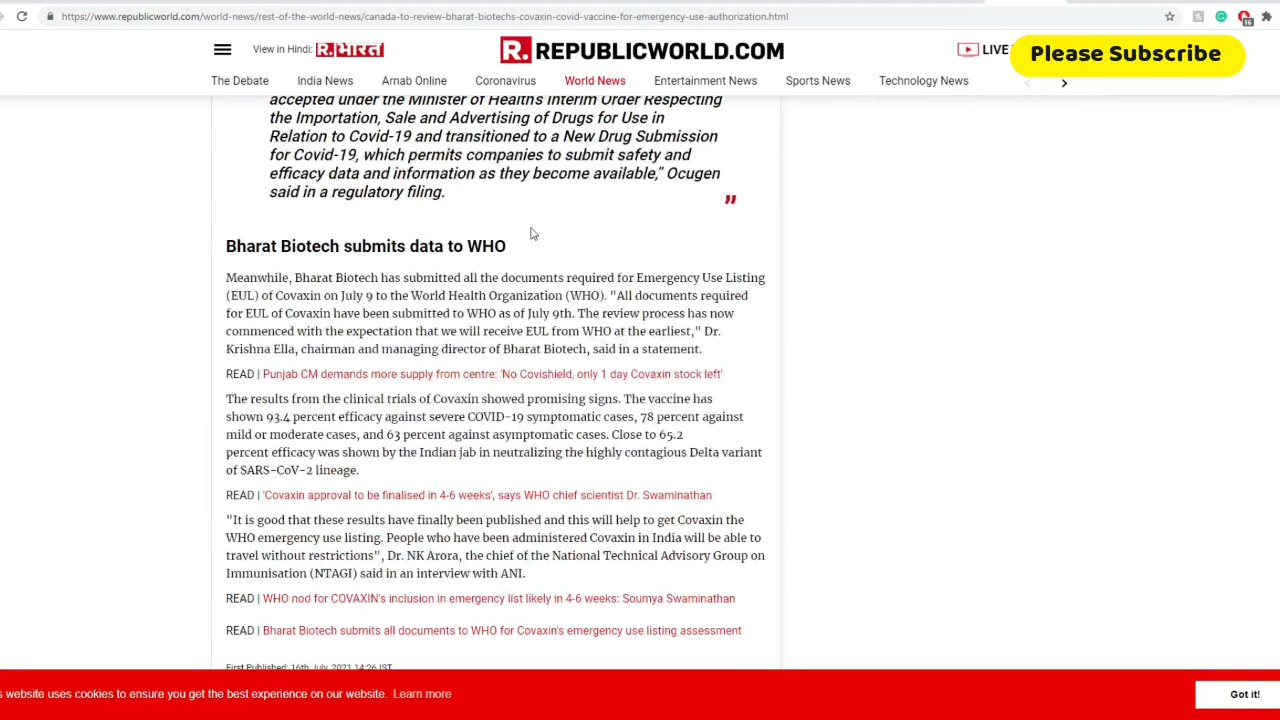 https://www.republicworld.com/world-news/rest-of-the-world-news/canada-to-review-bharat-biotechs-covaxin-covid-vaccine-for-emergency-use-authorization.html
16
View in Hindi: R.भारत
R. REPUBLICWORLD.COM
LIVE
Please Subscribe
The Debate India News Arnab Online Coronavirus World News Entertainment News Sports News Technology News
accepted under the Minister of Health's Interim Order Respecting
the Importation, Sale and Advertising of Drugs for Use in
Relation to Covid-19 and transitioned to a New Drug Submission
for Covid-19, which permits companies to submit safety and
efficacy data and information as they become available," Ocugen
said in a regulatory filing.
”
Bharat Biotech submits data to WHO
Meanwhile, Bharat Biotech has submitted all the documents required for Emergency Use Listing
(EUL) of Covaxin on July 9 to the World Health Organization (WHO). "All documents required
for EUL of Covaxin have been submitted to WHO as of July 9th. The review process has now
commenced with the expectation that we will receive EUL from WHO at the earliest," Dr.
Krishna Ella, chairman and managing director of Bharat Biotech, said in a statement.
READ | Punjab CM demands more supply from centre: 'No Covishield, only 1 day Covaxin stock left'
The results from the clinical trials of Covaxin showed promising signs. The vaccine has
shown 93.4 percent efficacy against severe COVID-19 symptomatic cases, 78 percent against
mild or moderate cases, and 63 percent against asymptomatic cases. Close to 65.2
percent efficacy was shown by the Indian jab in neutralizing the highly contagious Delta variant
of SARS-CoV-2 lineage.
READ | 'Covaxin approval to be finalised in 4-6 weeks', says WHO chief scientist Dr. Swaminathan
"It is good that these results have finally been published and this will help to get Covaxin the
WHO emergency use listing. People who have been administered Covaxin in India will be able to
travel without restrictions", Dr. NK Arora, the chief of the National Technical Advisory Group on
Immunisation (NTAGI) said in an interview with ANI.
READ | WHO nod for COVAXIN's inclusion in emergency list likely in 4-6 weeks: Soumya Swaminathan
READ | Bharat Biotech submits all documents to WHO for Covaxin's emergency use listing assessment
First Published: 16th July, 2021 14:26 IST
s website uses cookies to ensure you get the best experience on our website. Learn more
Got it!